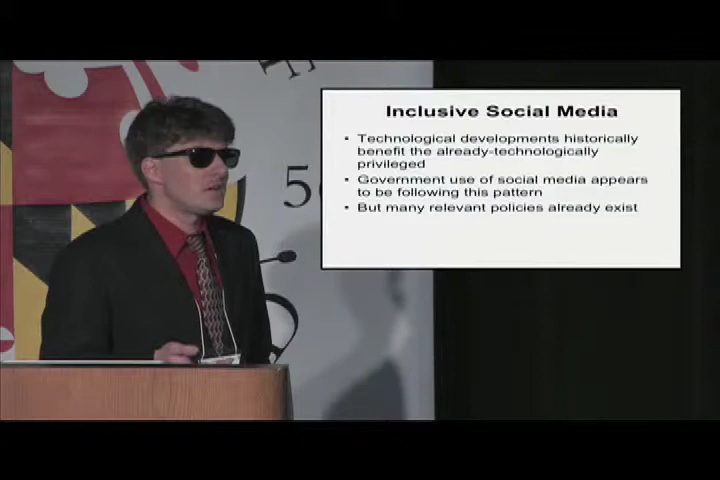 Inclusive Social Media
• Technological developments historically
benefit the already-technologically
privileged
• Government use of social media appears
to be following this pattern
• But many relevant policies already exist
5